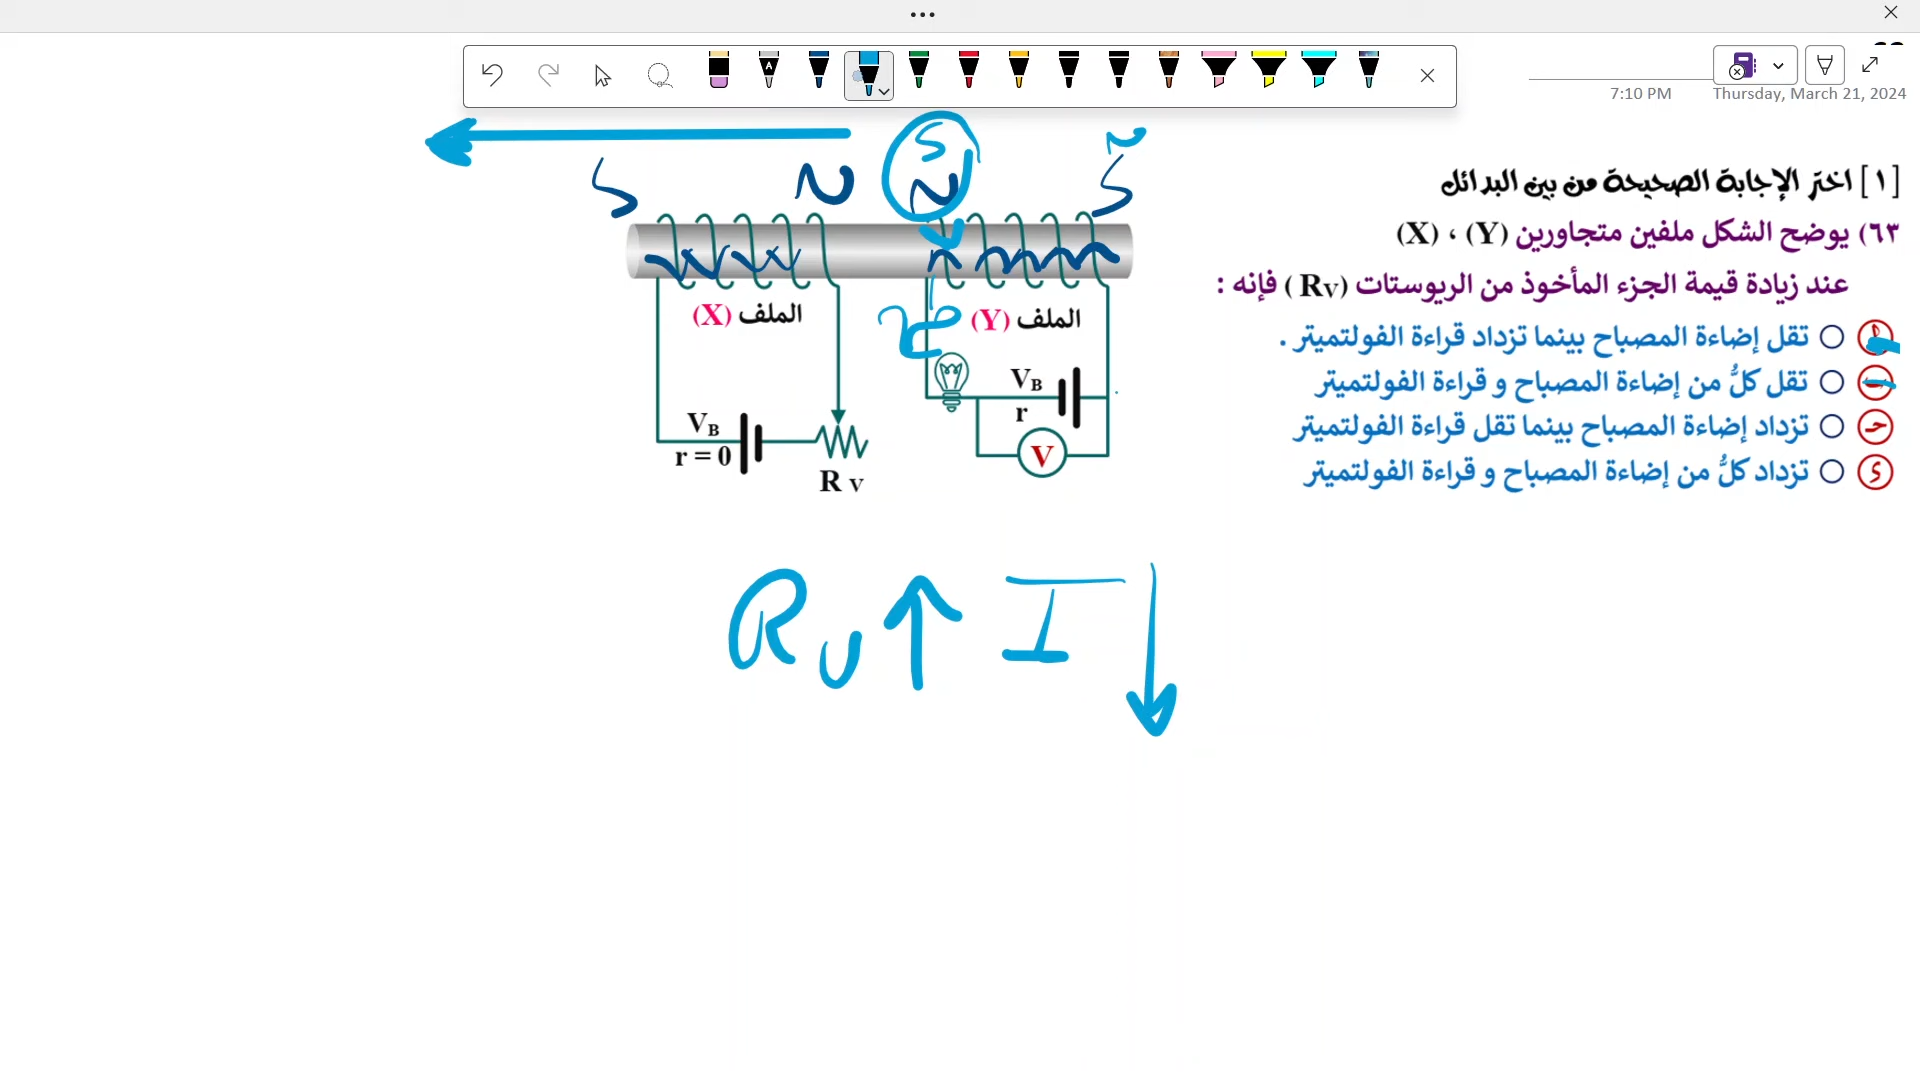 7:10 PM Thursday, March 21, 2024
[١] اختر الإجابة الصحيحة من بين البدائل
٦٣) يوضح الشكل ملفين متجاورين (Y) ، (X)
عند زيادة قيمة الجزء المأخوذ من الريوستات (RV) فإنه :
أ تقل إضاءة المصباح بينما تزداد قراءة الفولتميتر .
ب تقل كلُّ من إضاءة المصباح و قراءة الفولتميتر
حـ تزداد إضاءة المصباح بينما تقل قراءة الفولتميتر
د تزداد كلُّ من إضاءة المصباح و قراءة الفولتميتر
S N S N N S
الملف (X)
الملف (Y)
VB
r
V
VB
r = 0
R V
Rv ↑ I ↓